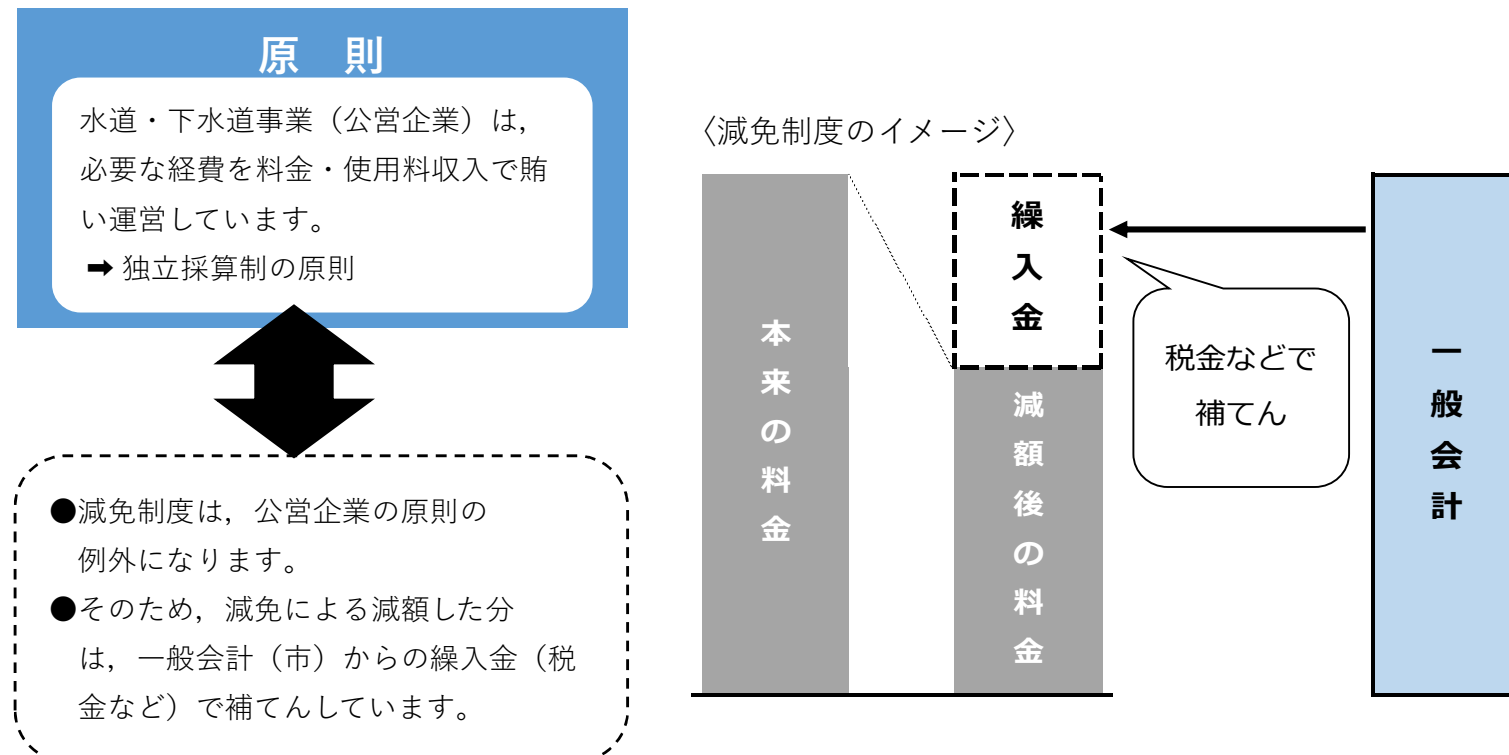 原　則
水道・下水道事業（公営企業）は，
必要な経費を料金・使用料収入で賄
い運営しています。
➡ 独立採算制の原則
●減免制度は，公営企業の原則の
例外になります。
●そのため，減免による減額した分
は，一般会計（市）からの繰入金（税
金など）で補てんしています。
〈減免制度のイメージ〉
本来の料金
繰入金
減額後の料金
税金などで
補てん
一般会計